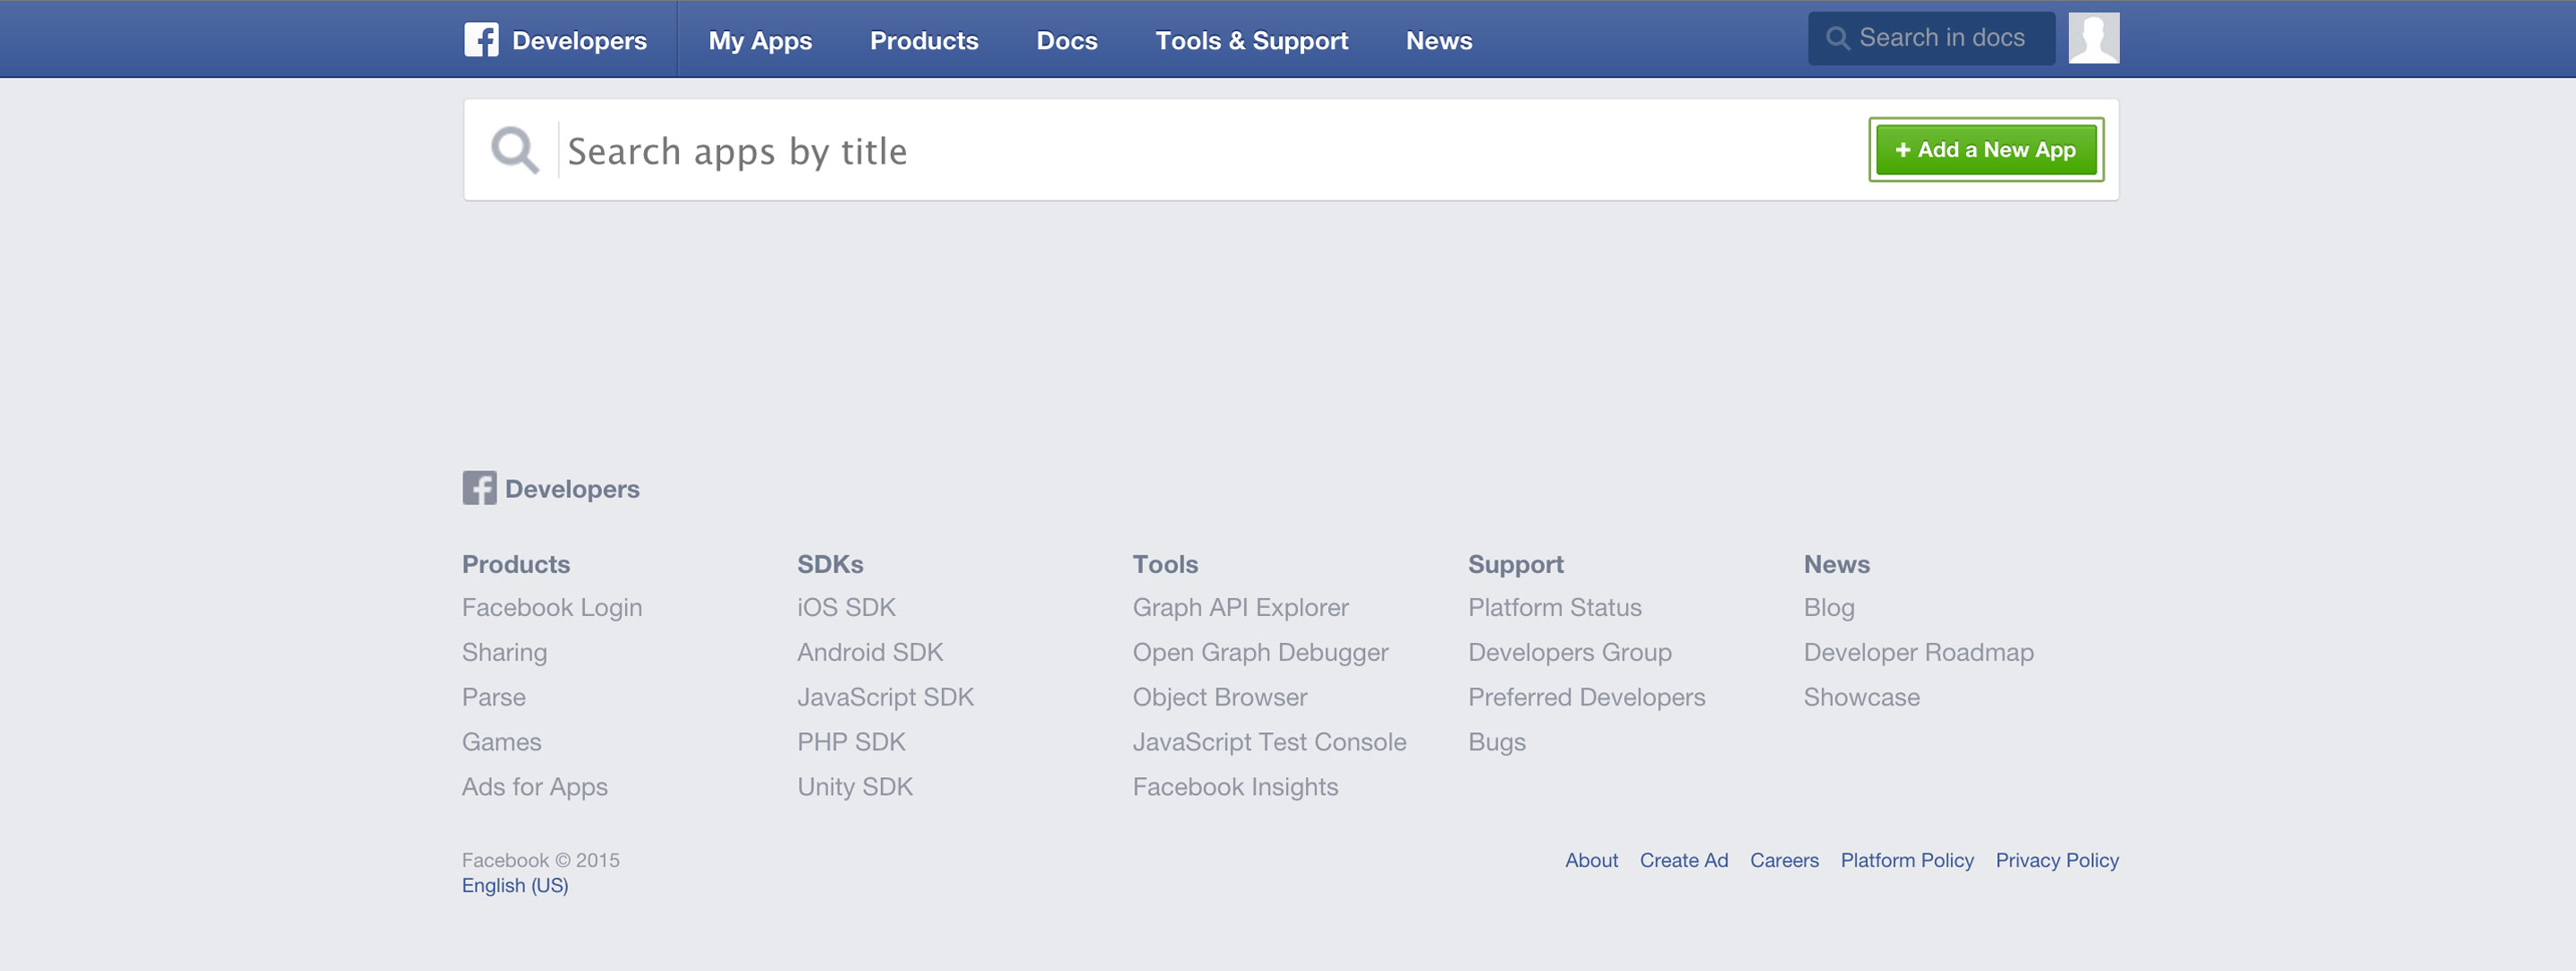 Developers My Apps Products Docs Tools & Support News Search in docs
Search apps by title + Add a New App
Developers
Products SDKs Tools Support News
Facebook Login iOS SDK Graph API Explorer Platform Status Blog
Sharing Android SDK Open Graph Debugger Developers Group Developer Roadmap
Parse JavaScript SDK Object Browser Preferred Developers Showcase
Games PHP SDK JavaScript Test Console Bugs
Ads for Apps Unity SDK Facebook Insights
Facebook © 2015 About Create Ad Careers Platform Policy Privacy Policy
English (US)